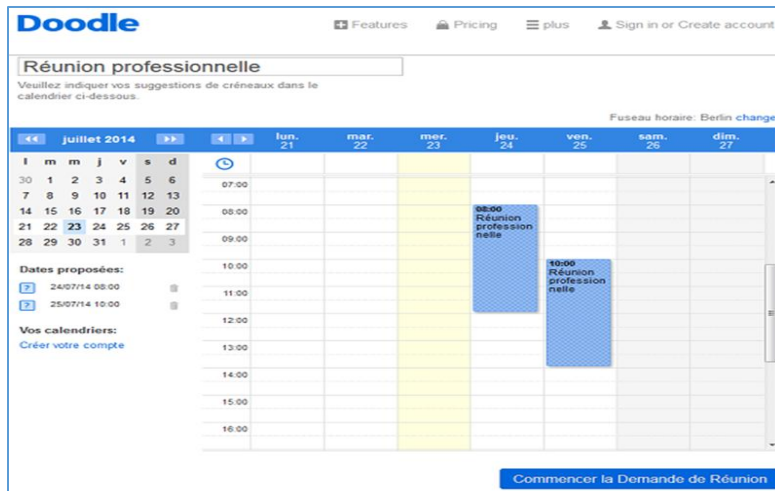 Doodle
Features Pricing plus Sign in or Create account
Réunion professionnelle
Veuillez indiquer vos suggestions de créneaux dans le
calendrier ci-dessous.
Fuseau horaire: Berlin change
juillet 2014
l m m j v s d
30 1 2 3 4 5 6
7 8 9 10 11 12 13
14 15 16 17 18 19 20
21 22 23 24 25 26 27
28 29 30 31 1 2 3
Dates proposées:
? 24/07/14 08:00
? 25/07/14 10:00
Vos calendriers:
Créer votre compte
lun. mar. mer. jeu. ven. sam. dim.
21 22 23 24 25 26 27
07:00
08:00
09:00
10:00
11:00
12:00
13:00
14:00
15:00
16:00
08:00
Réunion
profession
nelle
10:00
Réunion
profession
nelle
Commencer la Demande de Réunion